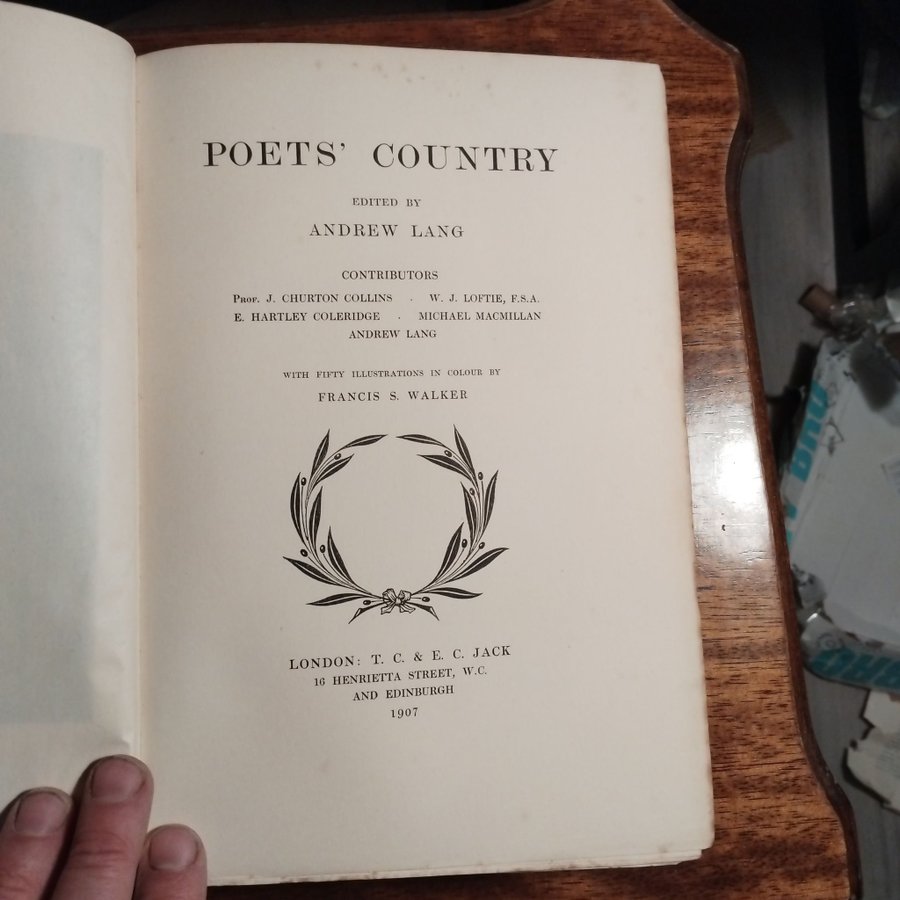 POETS' COUNTRY
EDITED BY
ANDREW LANG
CONTRIBUTORS
PROF. J. CHURTON COLLINS . W. J. LOFTIE, F.S.A.
E. HARTLEY COLERIDGE . MICHAEL MACMILLAN
ANDREW LANG
WITH FIFTY ILLUSTRATIONS IN COLOUR BY
FRANCIS S. WALKER
LONDON: T. C. & E. C. JACK
16 HENRIETTA STREET, W.C.
AND EDINBURGH
1907